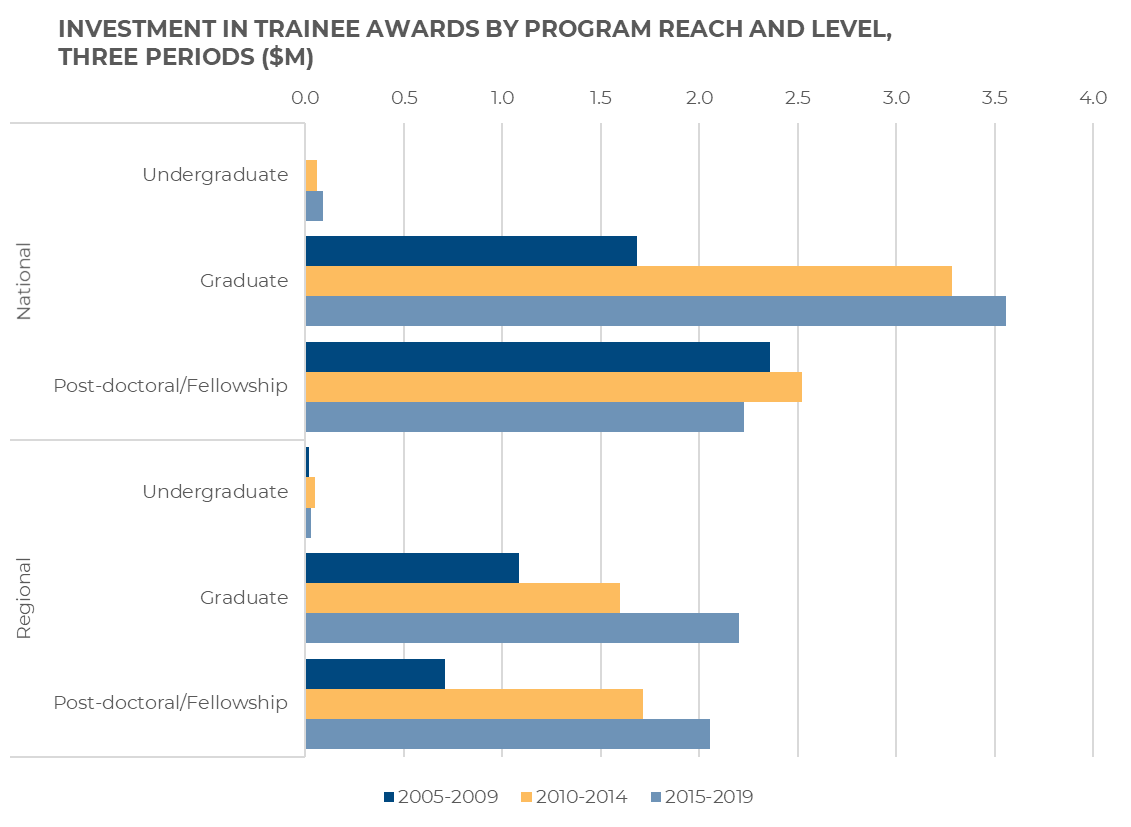 INVESTMENT IN TRAINEE AWARDS BY PROGRAM REACH AND LEVEL,
THREE PERIODS ($M)
0.0 0.5 1.0 1.5 2.0 2.5 3.0 3.5 4.0
National
Undergraduate
Graduate
Post-doctoral/Fellowship
Regional
Undergraduate
Graduate
Post-doctoral/Fellowship
2005-2009 2010-2014 2015-2019